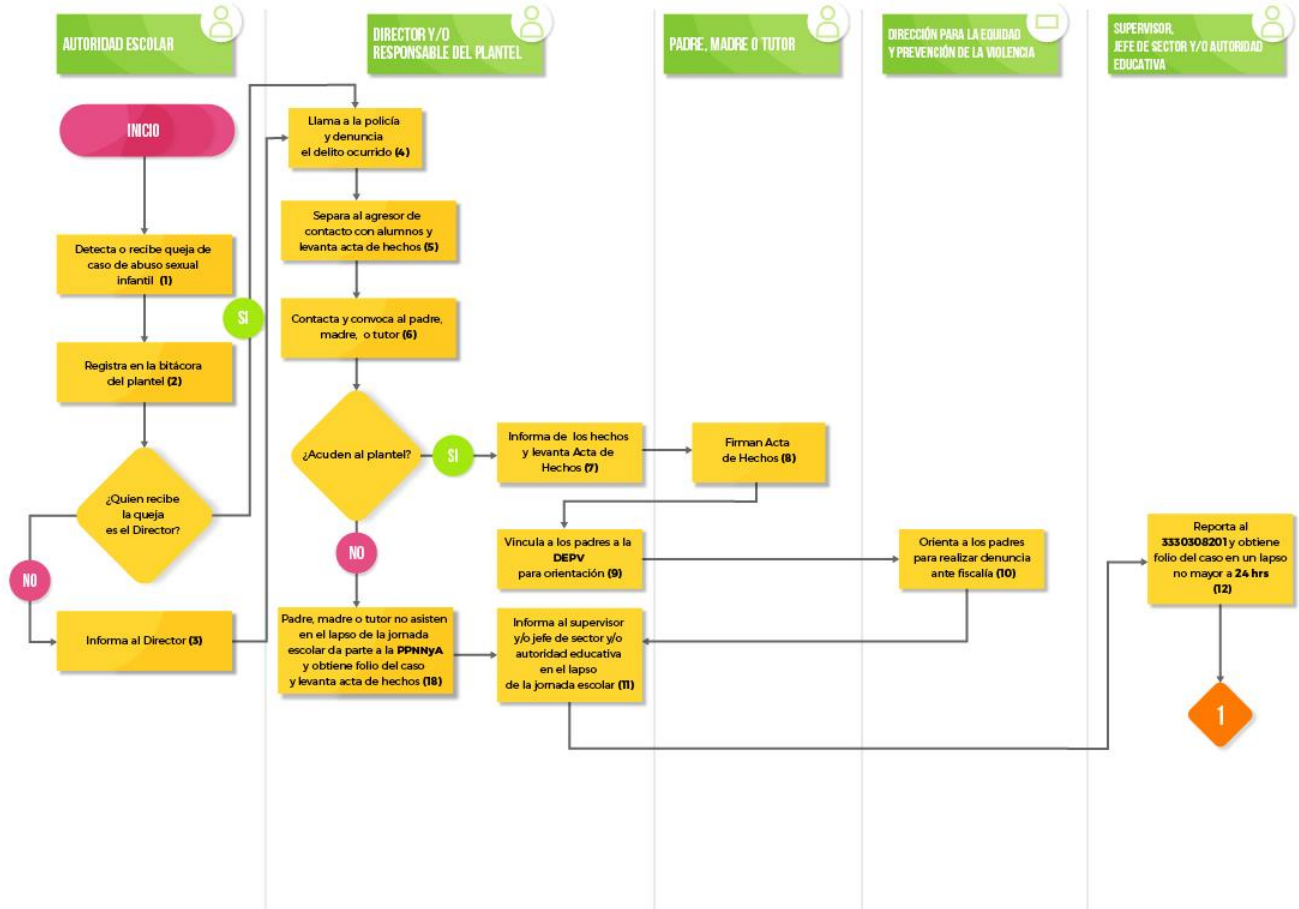 AUTORIDAD ESCOLAR
DIRECTOR Y/O
RESPONSABLE DEL PLANTEL
PADRE, MADRE O TUTOR
DIRECCIÓN PARA LA EQUIDAD
Y PREVENCIÓN DE LA VIOLENCIA
SUPERVISOR,
JEFE DE SECTOR Y/O AUTORIDAD
EDUCATIVA
INICIO
Detecta o recibe queja de
caso de abuso sexual
infantil (1)
Registra en la bitácora
del plantel (2)
¿Quien recibe
la queja
es el Director?
SI
NO
Informa al Director (3)
Llama a la policía
y denuncia
el delito ocurrido (4)
Separa al agresor de
contacto con alumnos y
levanta acta de hechos (5)
Contacta y convoca al padre,
madre, o tutor (6)
¿Acuden al plantel?
SI
NO
Informa de los hechos
y levanta Acta de
Hechos (7)
Firman Acta
de Hechos (8)
Vincula a los padres a la
DEPV
para orientación (9)
Orienta a los padres
para realizar denuncia
ante fiscalía (10)
Padre, madre o tutor no asisten
en el lapso de la jornada
escolar da parte a la PPNNyA
y obtiene folio del caso
y levanta acta de hechos (18)
Informa al supervisor
y/o jefe de sector y/o
autoridad educativa
en el lapso
de la jornada escolar (11)
Reporta al
3330308201 y obtiene
folio del caso en un lapso
no mayor a 24 hrs
(12)
1